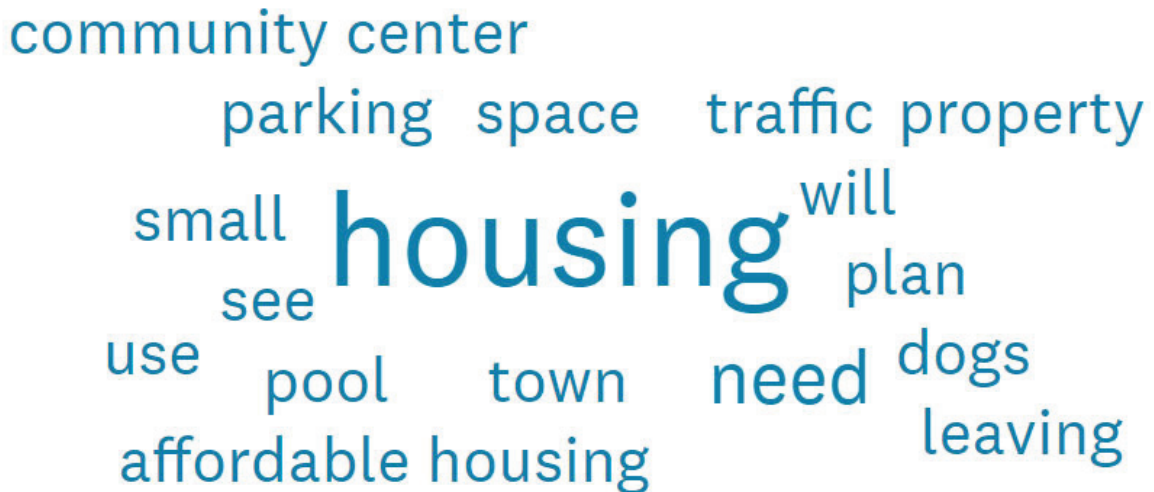 community center
parking space traffic property
small housing will
see plan
use pool town need dogs
affordable housing leaving